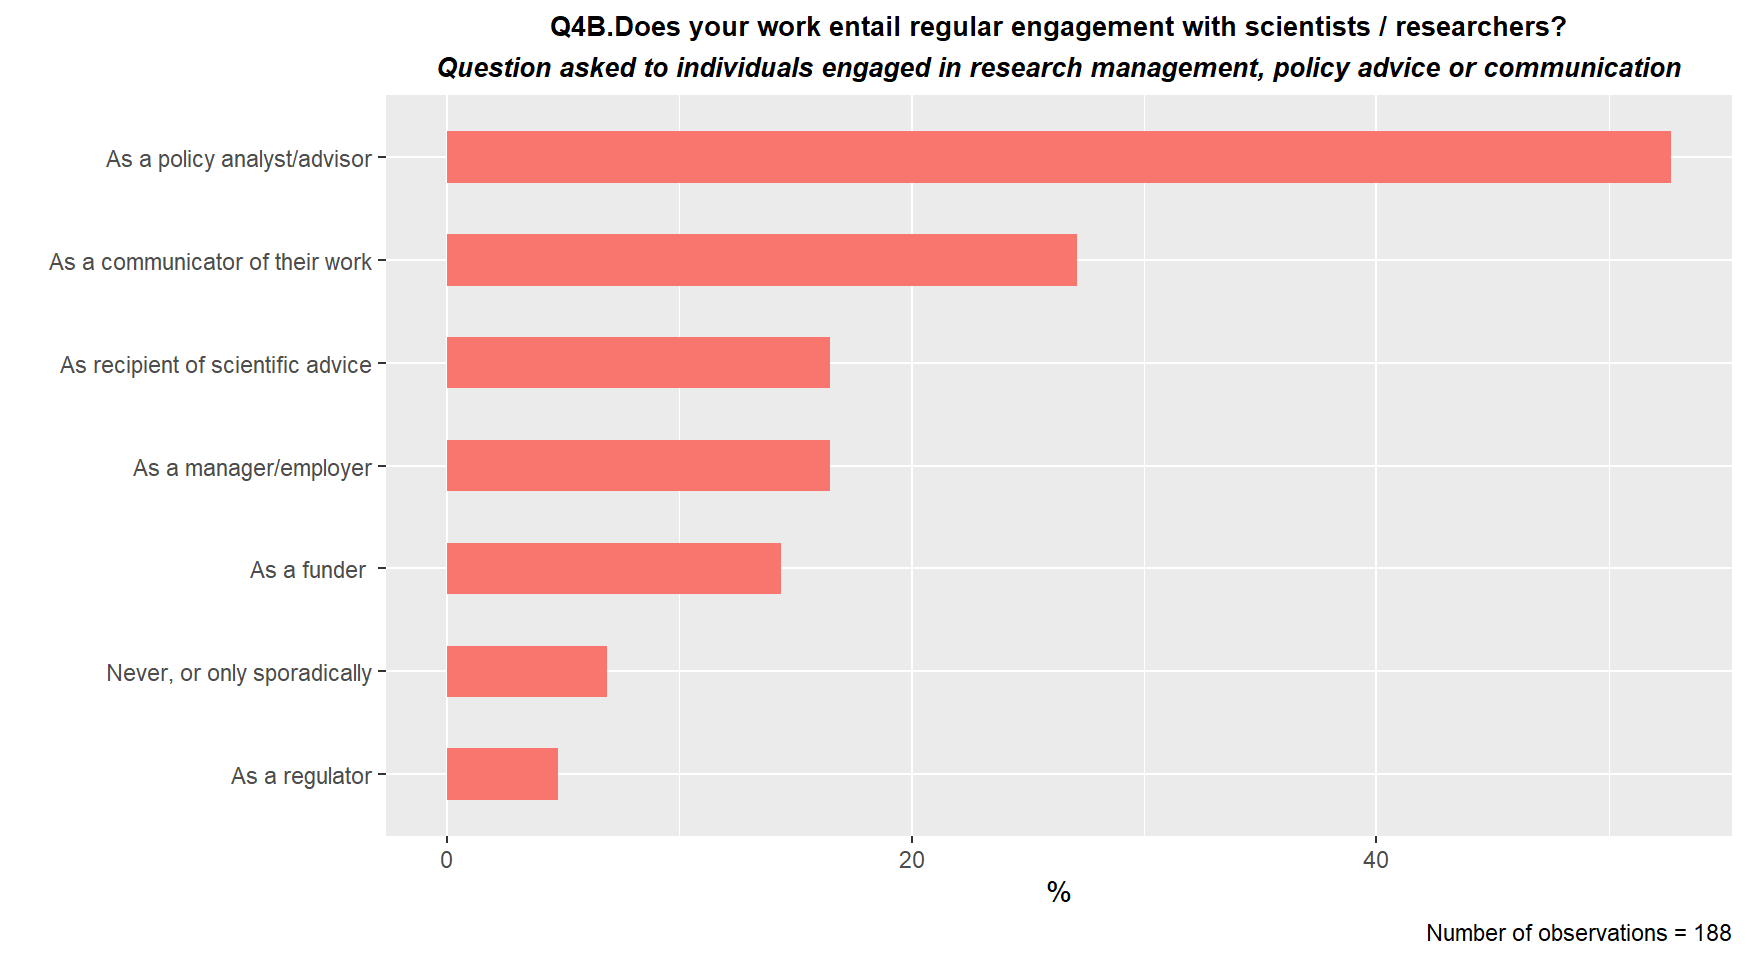 Q4B.Does your work entail regular engagement with scientists / researchers?
Question asked to individuals engaged in research management, policy advice or communication
As a policy analyst/advisor
As a communicator of their work
As recipient of scientific advice
As a manager/employer
As a funder
Never, or only sporadically
As a regulator
0 20 40
%
Number of observations = 188